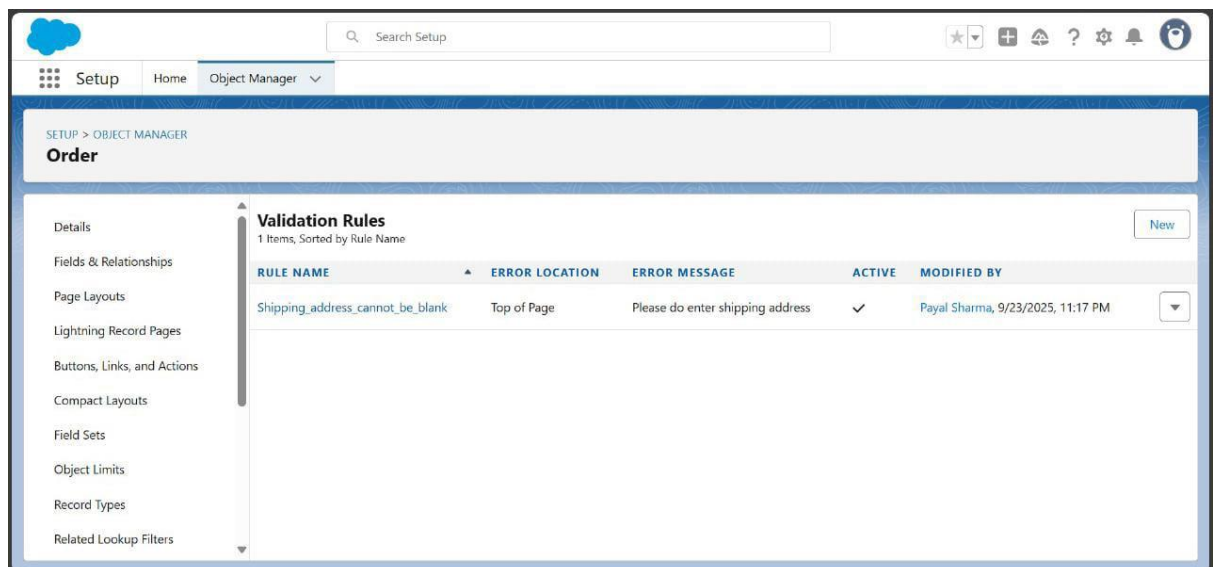 Search Setup
Setup Home Object Manager
SETUP > OBJECT MANAGER
Order
Details
Fields & Relationships
Page Layouts
Lightning Record Pages
Buttons, Links, and Actions
Compact Layouts
Field Sets
Object Limits
Record Types
Related Lookup Filters
Validation Rules
1 Items, Sorted by Rule Name
New
RULE NAME ERROR LOCATION ERROR MESSAGE ACTIVE MODIFIED BY
Shipping_address_cannot_be_blank Top of Page Please do enter shipping address Payal Sharma, 9/23/2025, 11:17 PM